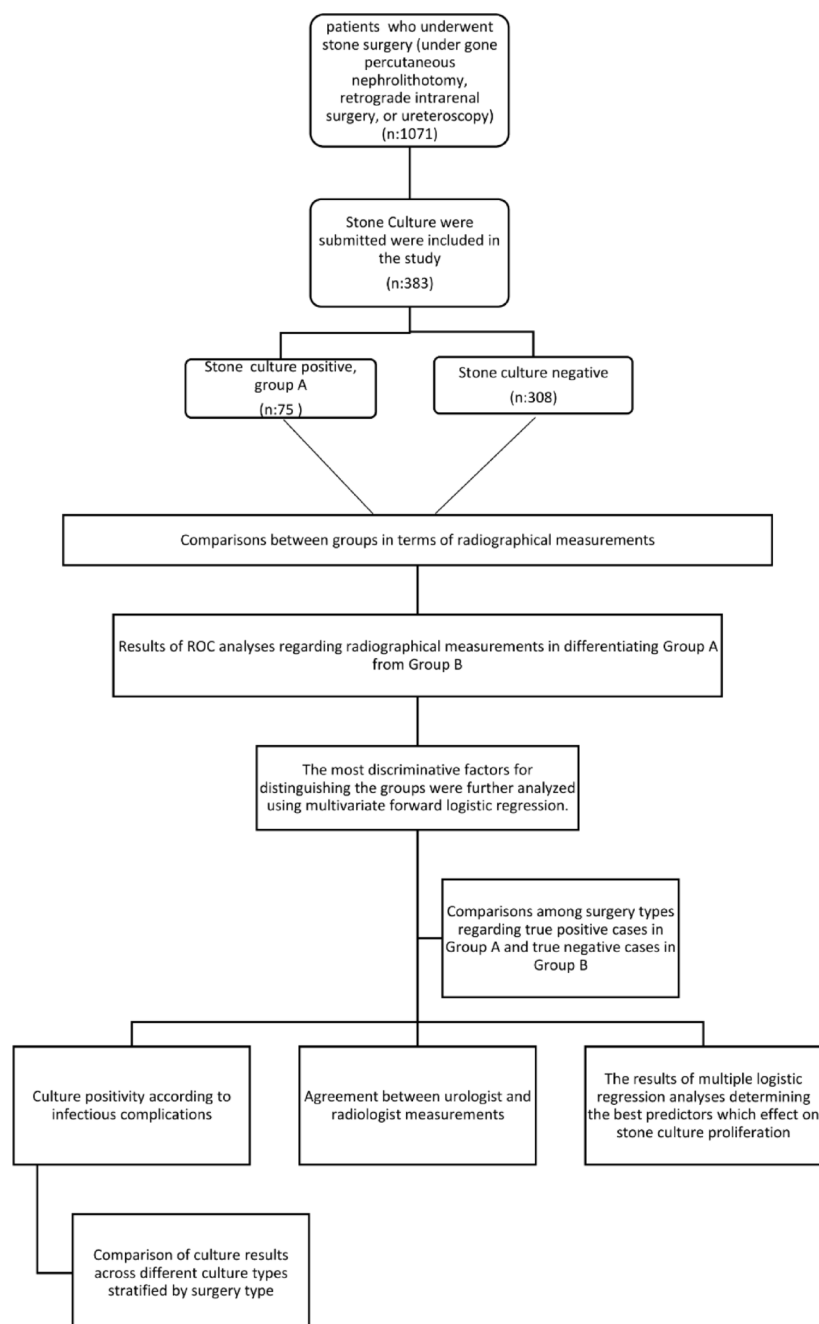 patients who underwent
stone surgery (under gone
percutaneous
nephrolithotomy,
retrograde intrarenal
surgery, or ureteroscopy)
(n:1071)
Stone Culture were
submitted were included in
the study
(n:383)
Stone culture positive,
group A
(n:75 )
Stone culture negative
(n:308)
Comparisons between groups in terms of radiographical measurements
Results of ROC analyses regarding radiographical measurements in differentiating Group A
from Group B
The most discriminative factors for
distinguishing the groups were further analyzed
using multivariate forward logistic regression.
Comparisons among surgery types
regarding true positive cases in
Group A and true negative cases in
Group B
Culture positivity according to
infectious complications
Agreement between urologist and
radiologist measurements
The results of multiple logistic
regression analyses determining
the best predictors which effect on
stone culture proliferation
Comparison of culture results
across different culture types
stratified by surgery type